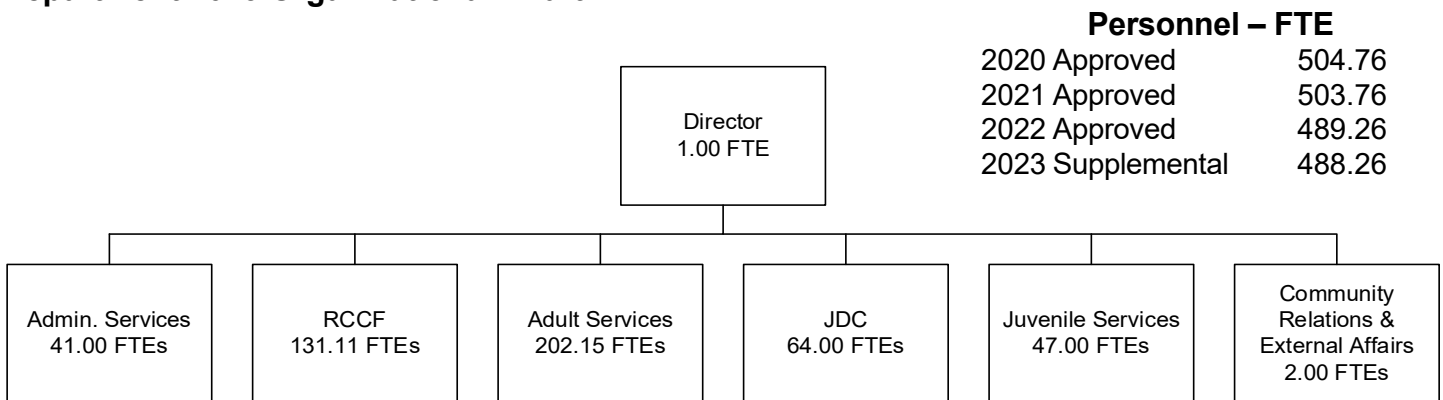 Personnel – FTE
2020 Approved 504.76
2021 Approved 503.76
2022 Approved 489.26
2023 Supplemental 488.26
Director
1.00 FTE
Admin. Services
41.00 FTEs
RCCF
131.11 FTEs
Adult Services
202.15 FTEs
JDC
64.00 FTEs
Juvenile Services
47.00 FTEs
Community
Relations &
External Affairs
2.00 FTEs